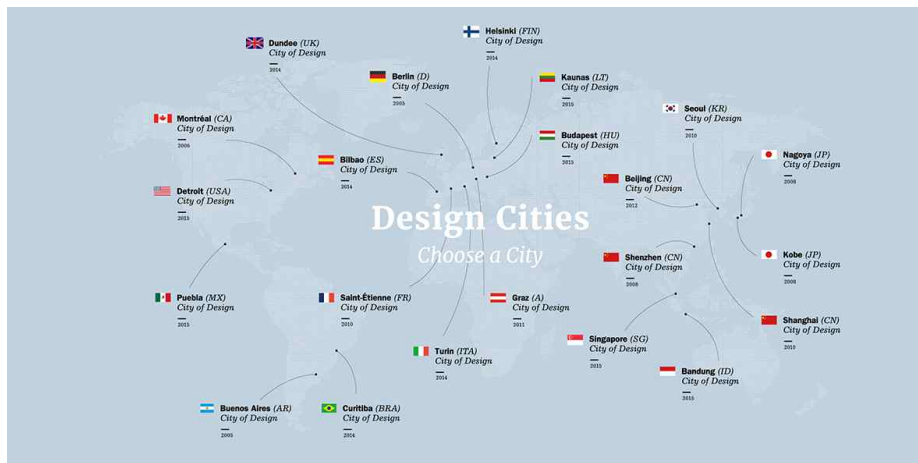 Helsinki (FIN)
City of Design
2014
Dundee (UK)
City of Design
2014
Berlin (D)
City of Design
2005
Kaunas (LT)
City of Design
2015
Seoul (KR)
City of Design
2010
Montréal (CA)
City of Design
2006
Budapest (HU)
City of Design
2015
Bilbao (ES)
City of Design
2014
Nagoya (JP)
City of Design
2008
Detroit (USA)
City of Design
2015
Beijing (CN)
City of Design
2012
Design Cities
Choose a City
Shenzhen (CN)
City of Design
2008
Kobe (JP)
City of Design
2008
Puebla (MX)
City of Design
2015
Saint-Étienne (FR)
City of Design
2010
Graz (A)
City of Design
2011
Shanghai (CN)
City of Design
2010
Singapore (SG)
City of Design
2015
Turin (ITA)
City of Design
2014
Bandung (ID)
City of Design
2015
Buenos Aires (AR)
City of Design
2005
Curitiba (BRA)
City of Design
2014